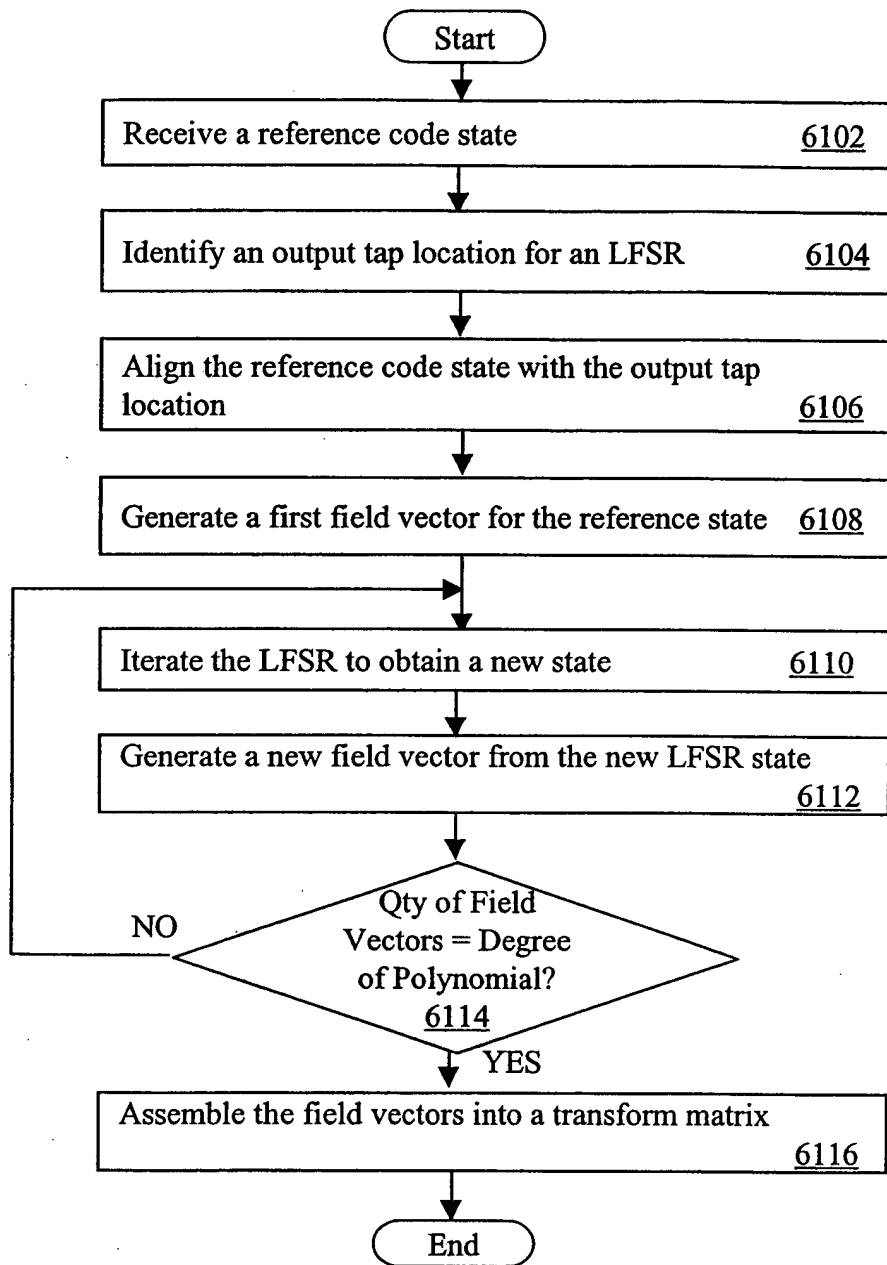 Start
Receive a reference code state 6102
Identify an output tap location for an LFSR 6104
Align the reference code state with the output tap
location 6106
Generate a first field vector for the reference state 6108
Iterate the LFSR to obtain a new state 6110
Generate a new field vector from the new LFSR state
6112
NO
Qty of Field
Vectors = Degree
of Polynomial?
6114
YES
Assemble the field vectors into a transform matrix
6116
End